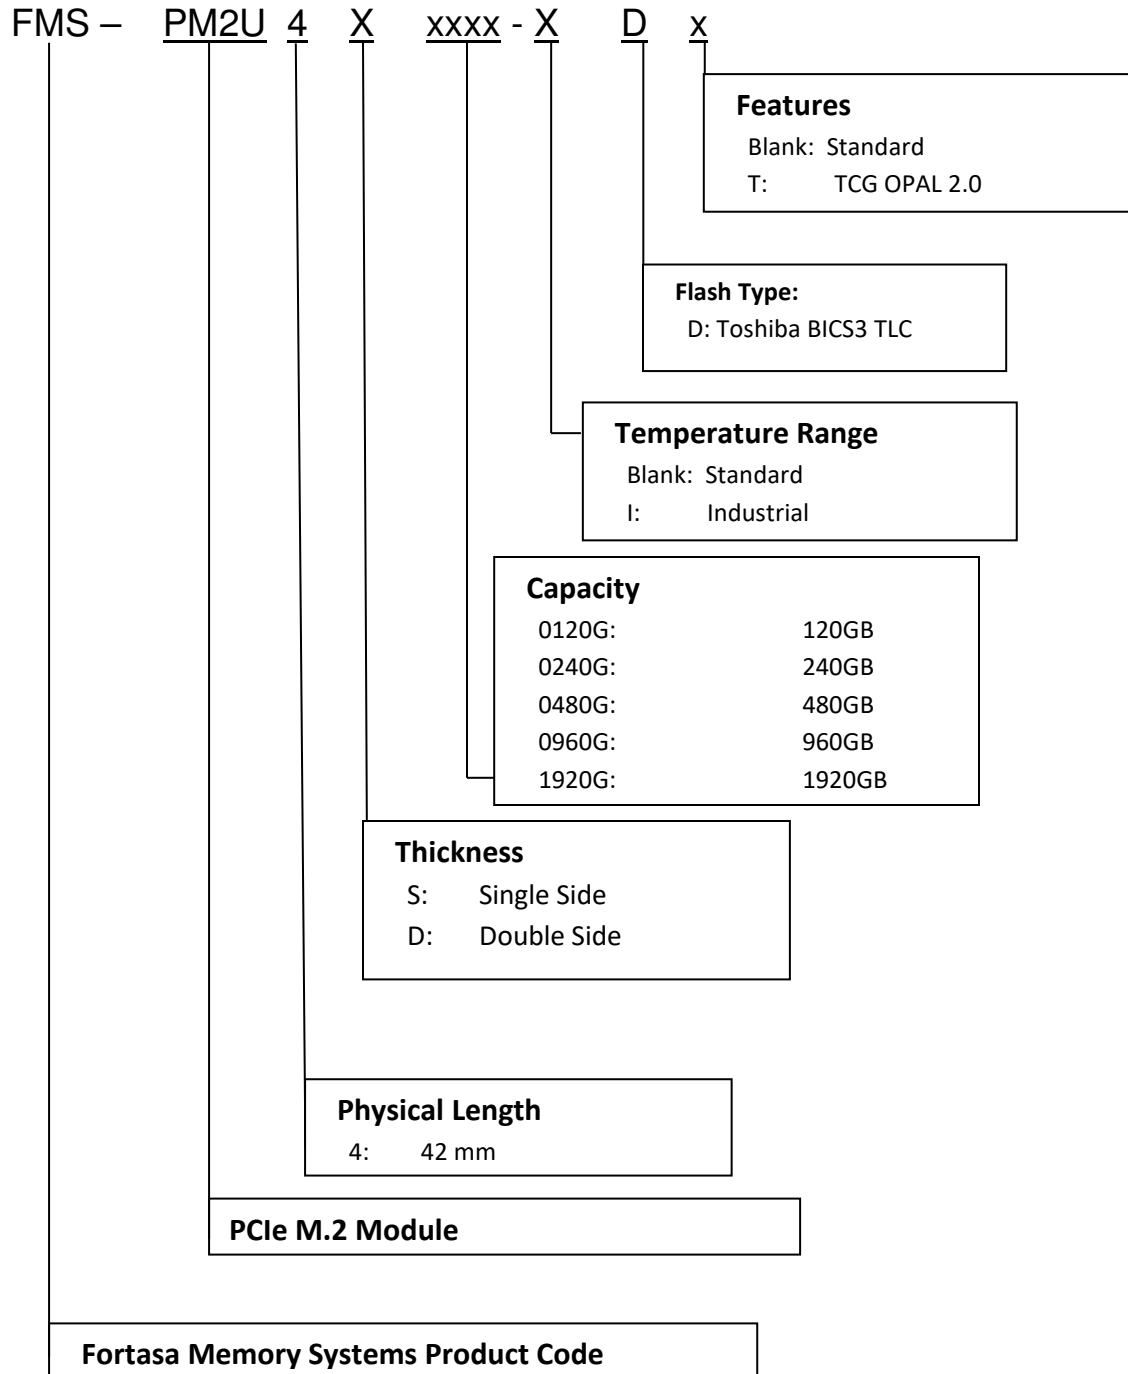 FMS – PM2U 4 X xxxx - X D x
Features
Blank: Standard
T: TCG OPAL 2.0
Flash Type:
D: Toshiba BICS3 TLC
Temperature Range
Blank: Standard
I: Industrial
Capacity
0120G: 120GB
0240G: 240GB
0480G: 480GB
0960G: 960GB
1920G: 1920GB
Thickness
S: Single Side
D: Double Side
Physical Length
4: 42 mm
PCIe M.2 Module
Fortasa Memory Systems Product Code